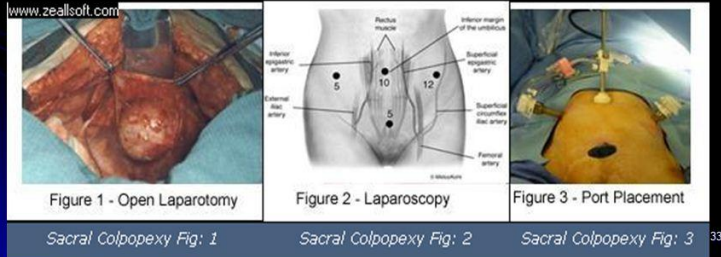 www.zeallsoft.com
Figure 1 - Open Laparotomy
Sacral Colpopexy Fig: 1
Rectus
muscle
Inferior margin
of the umbilicus
Inferior
epigastric
artery
Superficial
epigastric
artery
5
10
12
External
iliac
artery
5
Superficial
circumflex
iliac artery
Femoral
artery
Figure 2 - Laparoscopy
Sacral Colpopexy Fig: 2
Figure 3 - Port Placement
Sacral Colpopexy Fig: 3
33